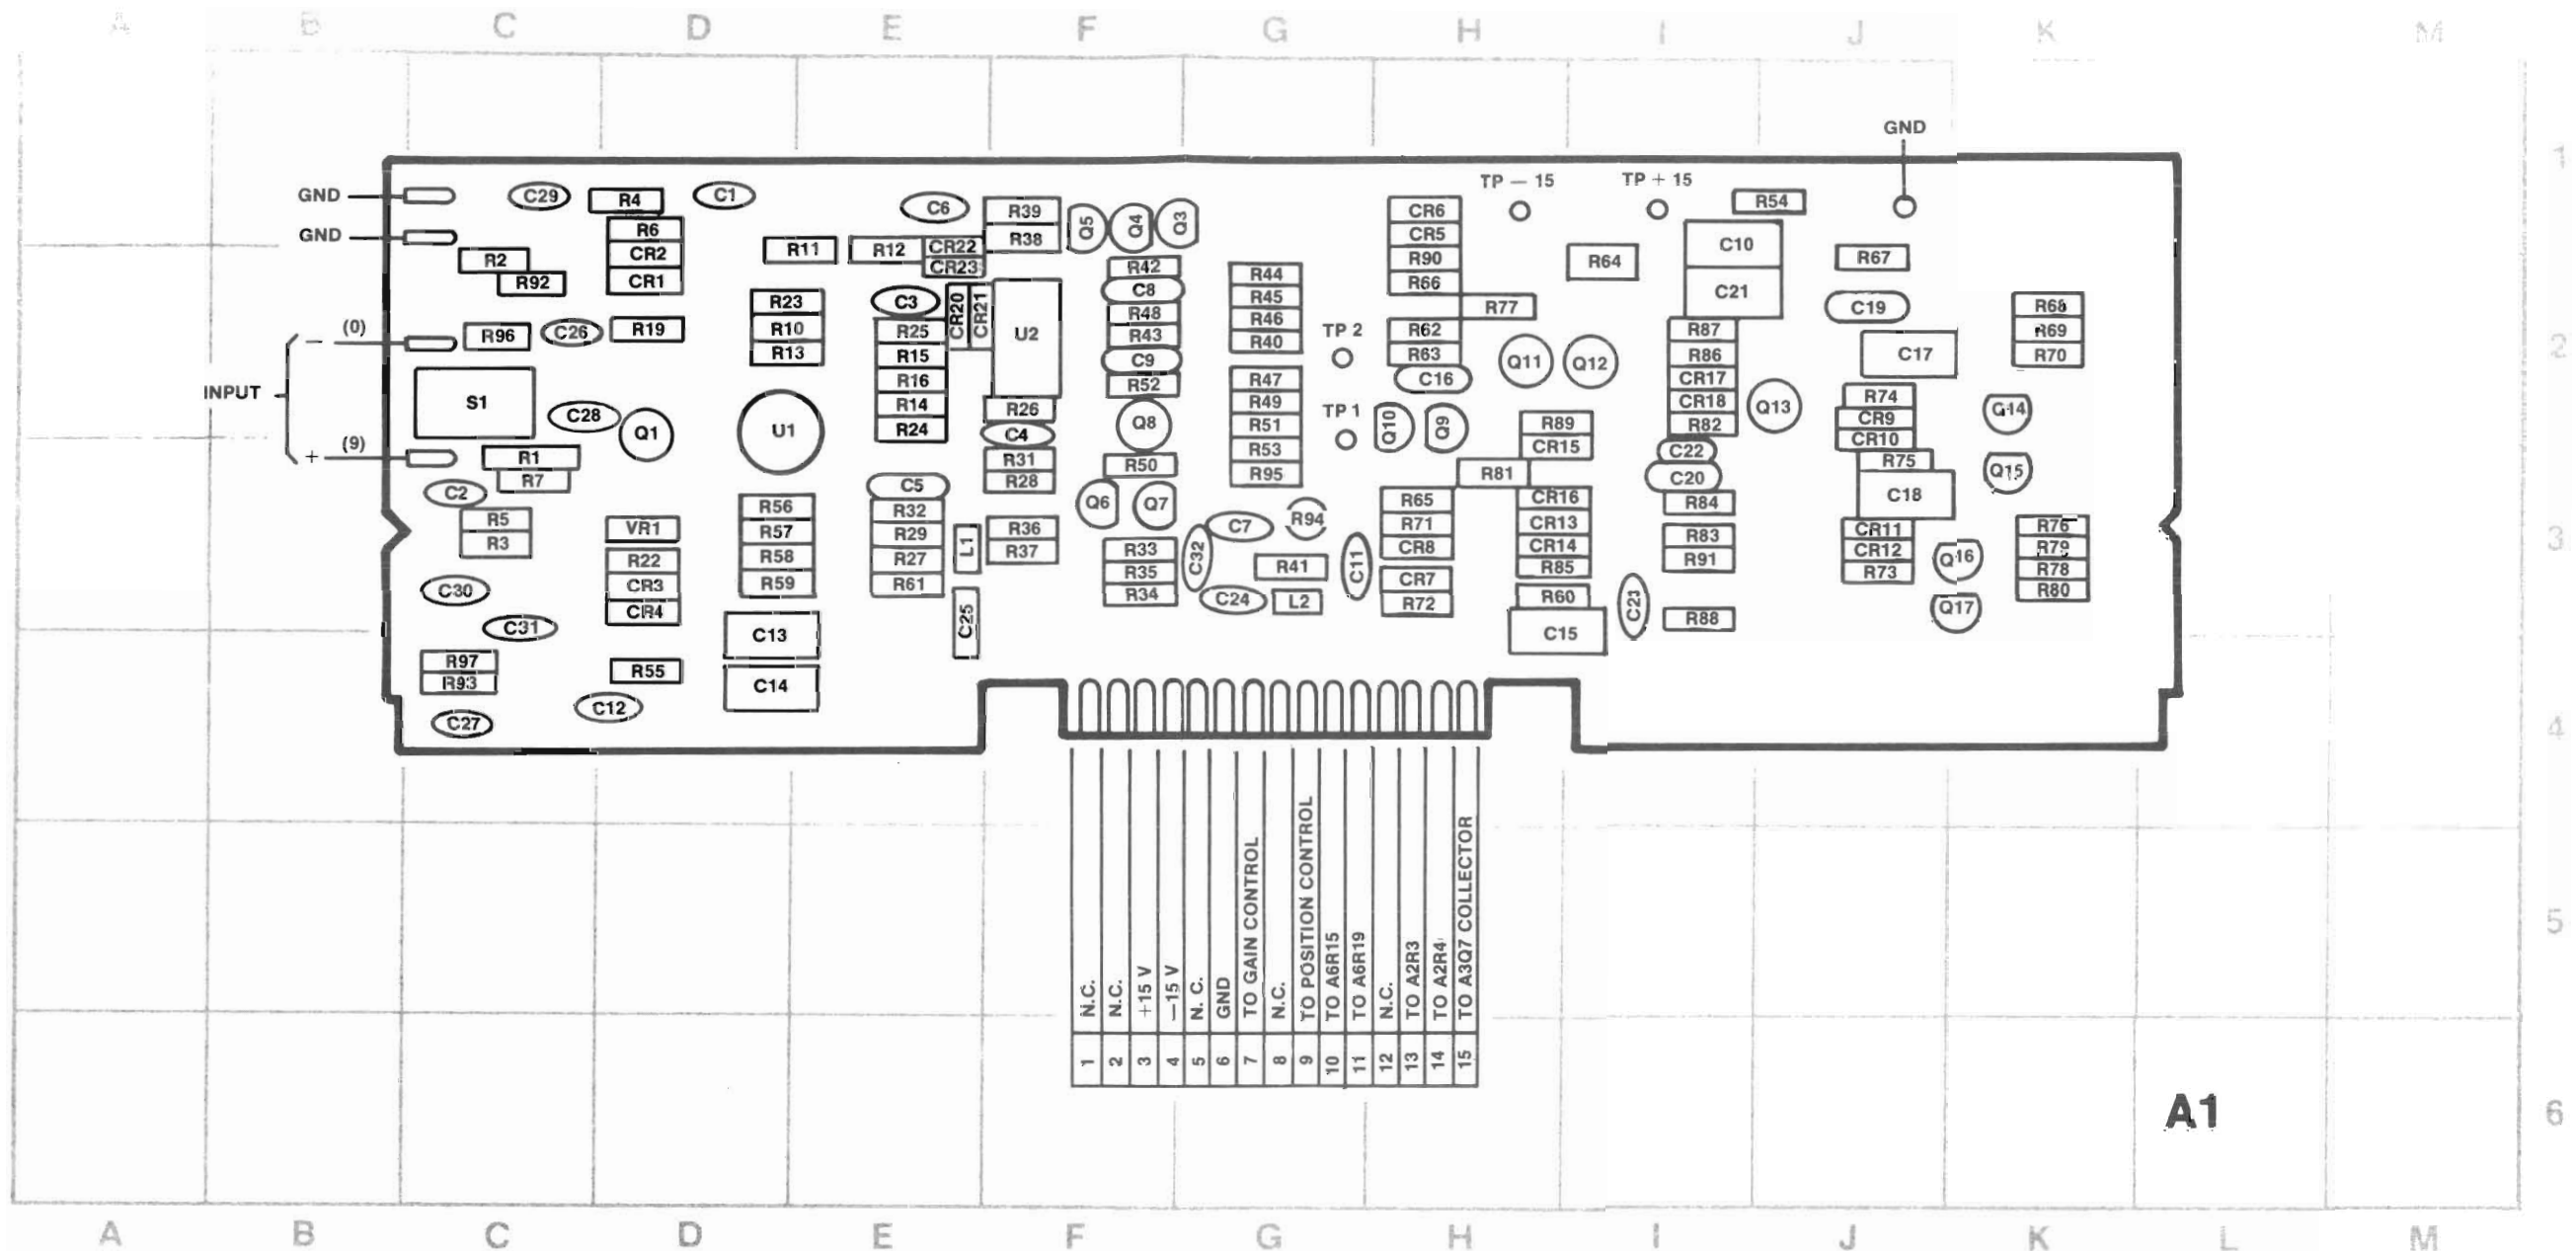 A B C D E F G H I J K M
GND
1
TP – 15 TP + 15
GND C29 R4 C1 C6 R39 Q5 Q4 Q3 CR6 R54
GND R6 R38 CR5 C10
R2 CR2 R11 R12 CR22 R42 R90 R64 R67
R92 CR1 CR23 R44 R66
R23 C3 CR20 CR21 C8 R45 R77 C21 C19 R68
– (0) R96 C26 R19 R10 R25 U2 R48 R46 TP 2 R62 R87 R69
R13 R15 R43 R40 R63 Q11 Q12 R86 C17 R70 2
INPUT S1 R16 C9 R47 C16 CR17
C28 R14 R26 R52 R49 TP 1 Q10 Q9 R89 CR18 Q13 R74 Q14
Q1 U1 R24 C4 Q8 R51 CR15 R82 CR9
+ (9) R1 R31 R50 R53 C22 CR10
R7 R28 R95 R81 C20 R75 Q15
C2 C5 Q6 Q7 R65 CR16 R84 C18
R5 VR1 R56 R32 R36 C7 R94 R71 CR13 R83 CR11 R76
R3 R57 R29 L1 R37 R33 C32 CR8 CR14 R91 CR12 Q16 R79 3
R22 R58 R27 R35 R41 C11 R85 R73 R78
C30 CR3 R59 R61 R34 CR7 R80
CR4 C25 C24 L2 R72 R60 C23 R88 Q17
C31 C13 C15
R97 R55 C14
R93
C27 C12
4
N.C.
N.C.
+15 V
—15 V
N. C.
GND
TO GAIN CONTROL
N.C.
TO POSITION CONTROL
TO A6R15
TO A6R19
N.C.
TO A2R3
TO A2R4
TO A3Q7 COLLECTOR
5
1 2 3 4 5 6 7 8 9 10 11 12 13 14 15
A1
6
A B C D E F G H I J K L M